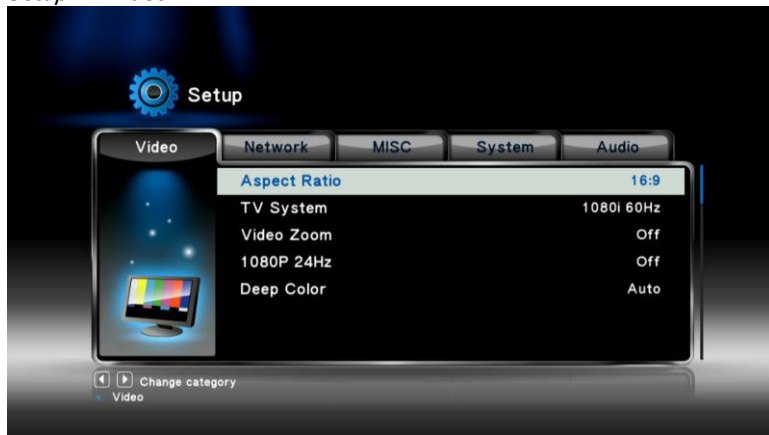 Setup
Video Network MISC System Audio
Aspect Ratio 16:9
TV System 1080i 60Hz
Video Zoom Off
1080P 24Hz Off
Deep Color Auto
Change category
Video